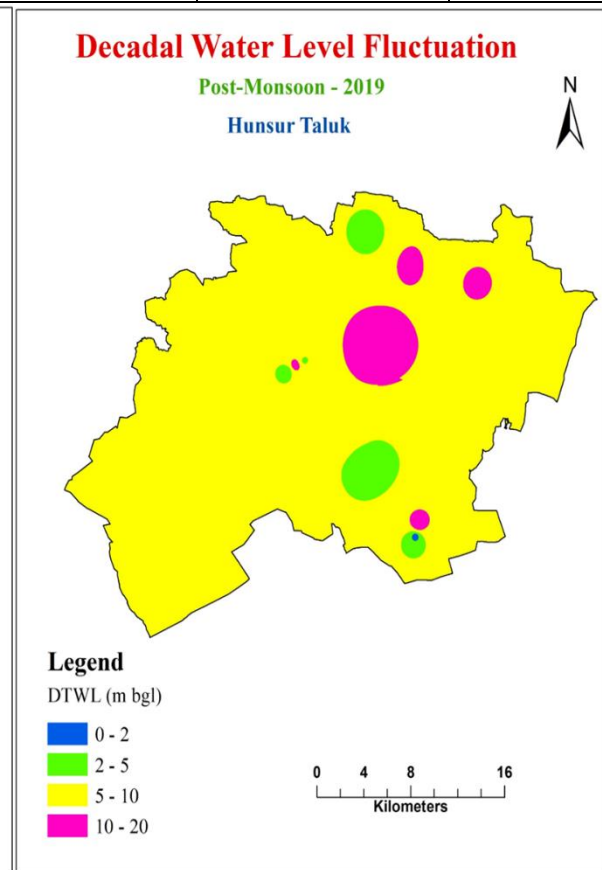 Decadal Water Level Fluctuation
Post-Monsoon - 2019
Hunsur Taluk
N
Legend
DTWL (m bgl)
0 - 2
2 - 5
5 - 10
10 - 20
0 4 8 16
Kilometers